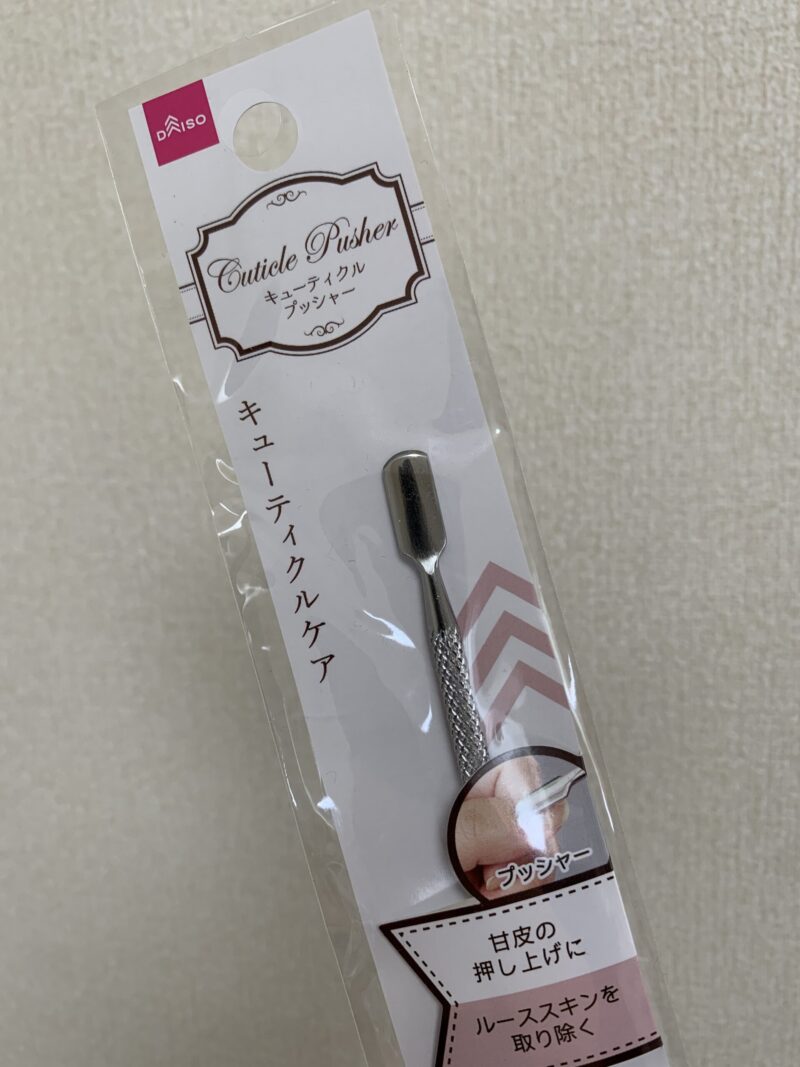 DAISO
Cuticle Pusher
キューティクル
プッシャー
キューティクルケア
プッシャー
甘皮の
押し上げに
ルーススキンを
取り除く